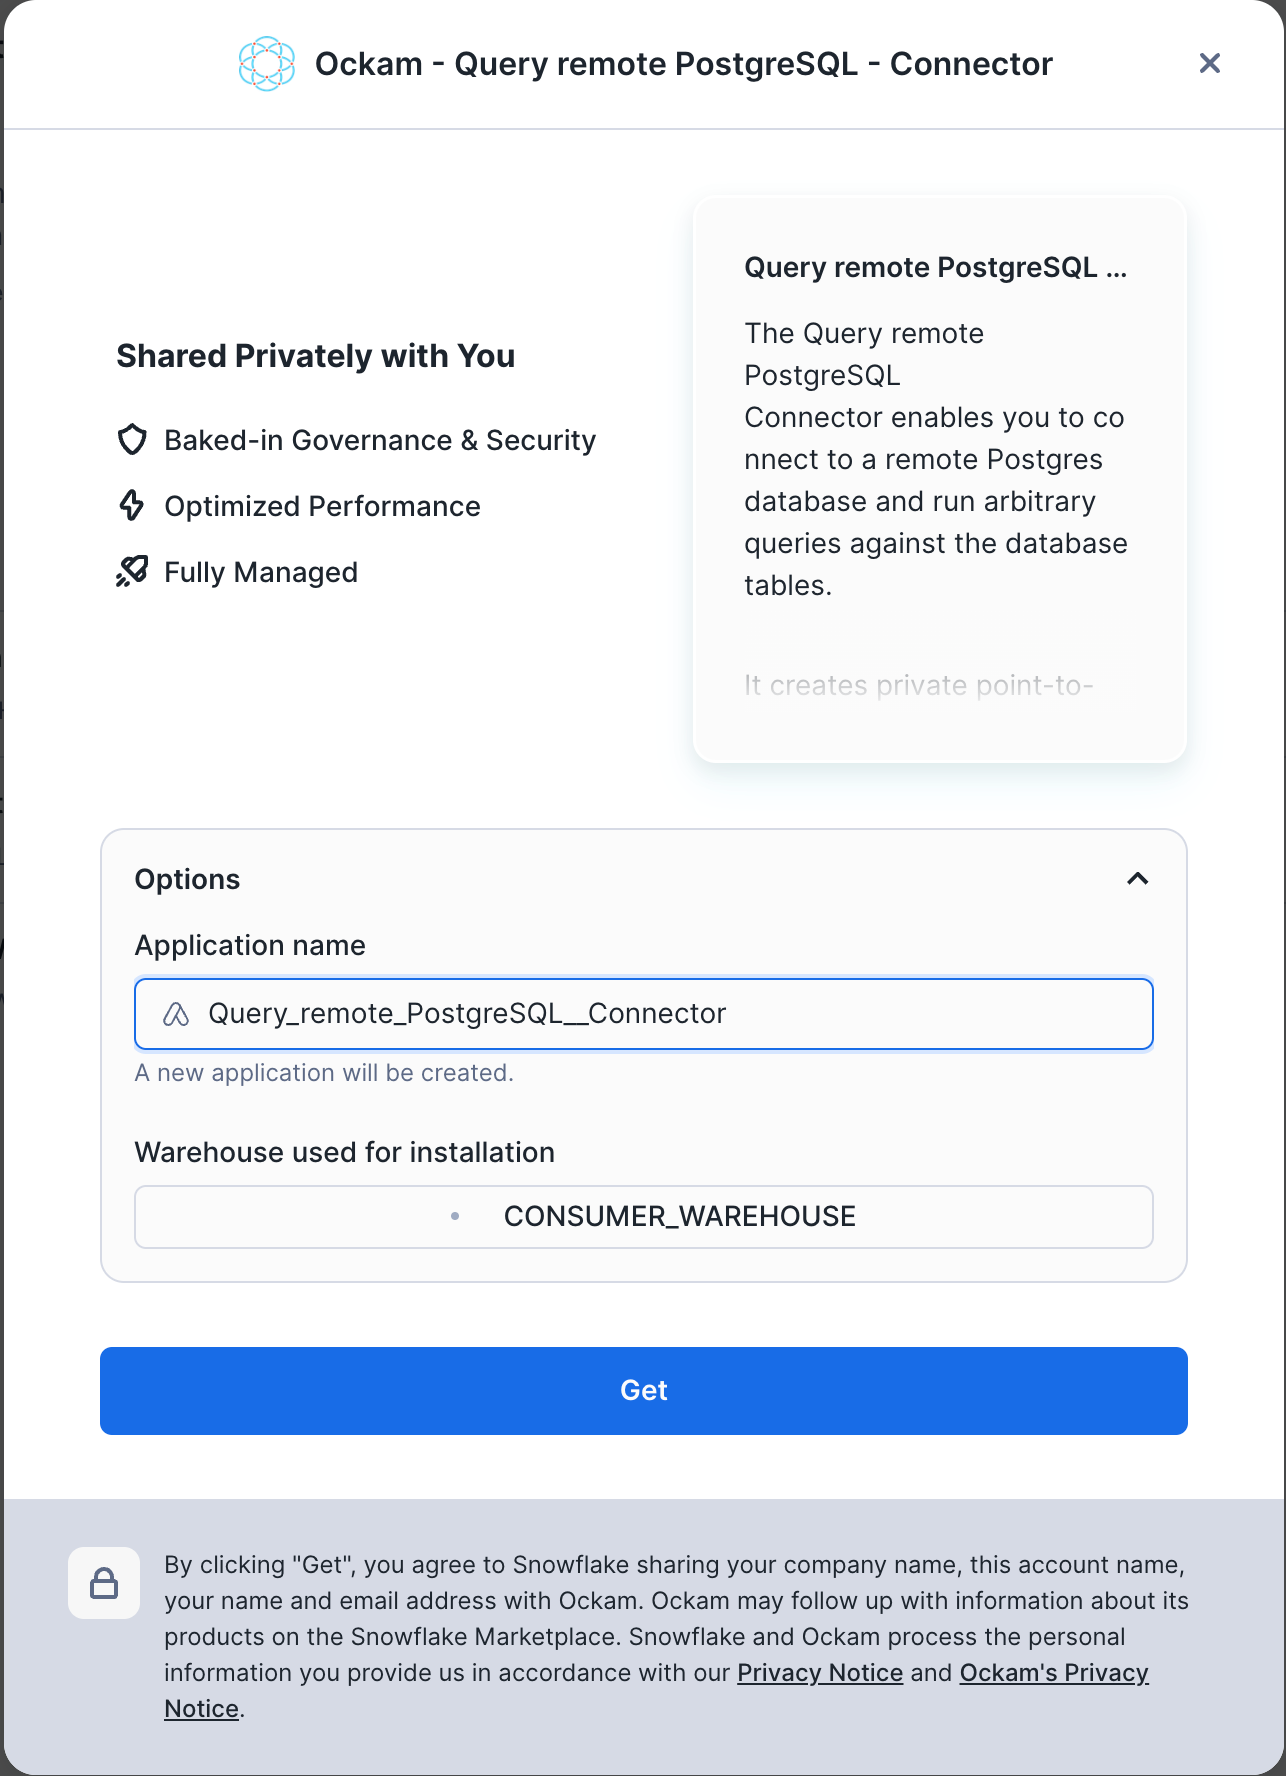 Ockam - Query remote PostgreSQL - Connector
Shared Privately with You
Baked-in Governance & Security
Optimized Performance
Fully Managed
Query remote PostgreSQL ...
The Query remote
PostgreSQL
Connector enables you to co
nnect to a remote Postgres
database and run arbitrary
queries against the database
tables.
It creates private point-to-
Options
Application name
Query_remote_PostgreSQL__Connector
A new application will be created.
Warehouse used for installation
CONSUMER_WAREHOUSE
Get
By clicking "Get", you agree to Snowflake sharing your company name, this account name,
your name and email address with Ockam. Ockam may follow up with information about its
products on the Snowflake Marketplace. Snowflake and Ockam process the personal
information you provide us in accordance with our Privacy Notice and Ockam's Privacy
Notice.